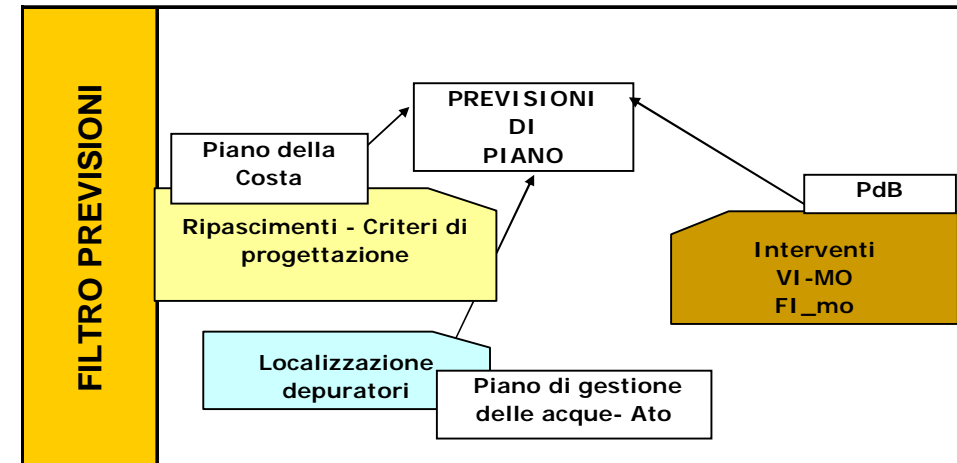 FILTRO PREVISIONI
PREVISIONI
DI
PIANO
Piano della
Costa
Ripascimenti - Criteri di
progettazione
PdB
Interventi
VI-MO
FI_mo
Localizzazione
depuratori
Piano di gestione
delle acque- Ato